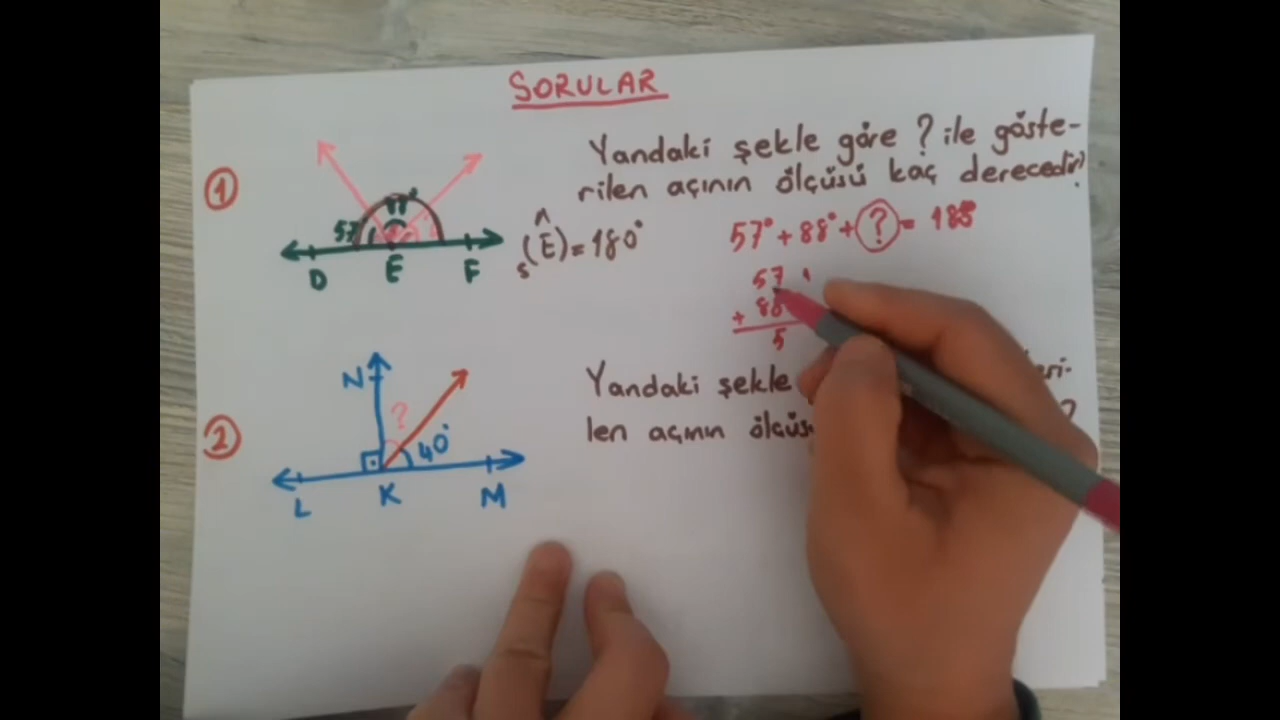 SORULAR
1
Yandaki şekle göre ? ile göste-
rilen açının ölçüsü kaç derecedir?
57 88°
D E F
s(Ê)=180°
57°+88°+?=180°
57
+ 88
5
2
Yandaki şekle
len açının
N
?
40°
L K M